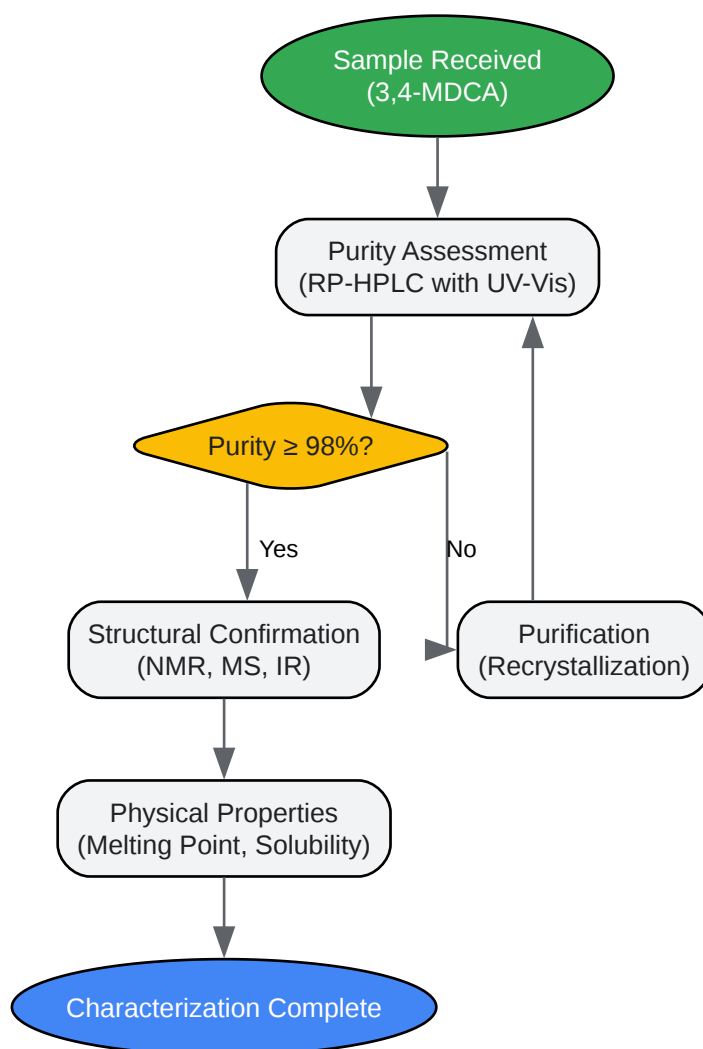 Sample Received
(3,4-MDCA)
Purity Assessment
(RP-HPLC with UV-Vis)
Purity ≥ 98%?
Yes
No
Structural Confirmation
(NMR, MS, IR)
Purification
(Recrystallization)
Physical Properties
(Melting Point, Solubility)
Characterization Complete